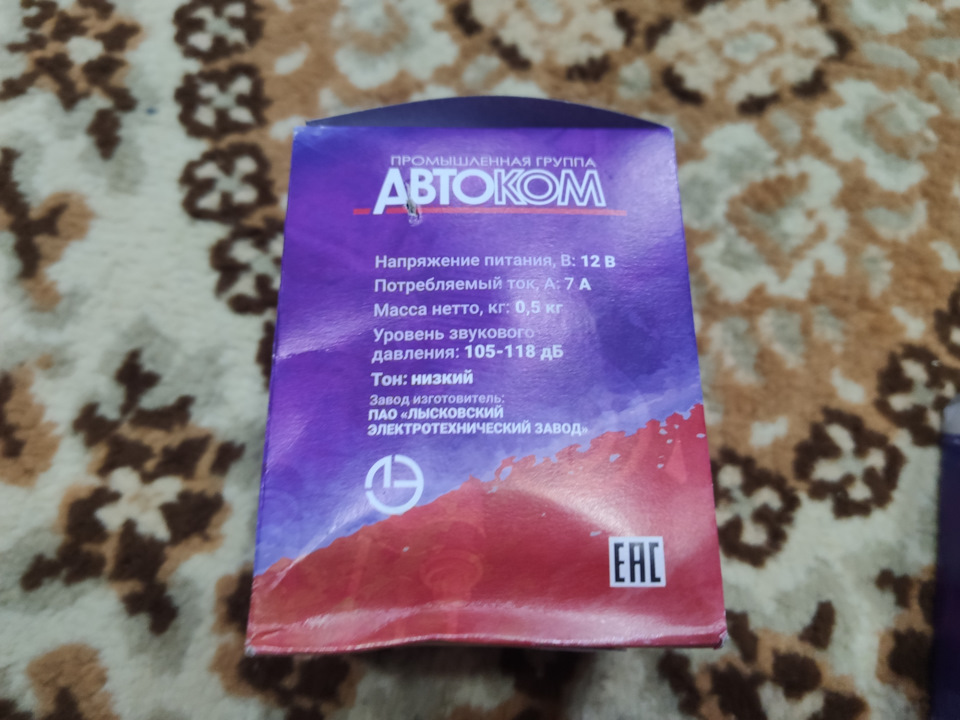 ПРОМЫШЛЕННАЯ ГРУППА
АВТОКОМ
Напряжение питания, В: 12 В
Потребляемый ток, А: 7 А
Масса нетто, кг: 0,5 кг
Уровень звукового
давления: 105-118 дБ
Тон: низкий
Завод изготовитель:
ПАО «ЛЫСКОВСКИЙ
ЭЛЕКТРОТЕХНИЧЕСКИЙ ЗАВОД»
ЛЭ
ЕАС